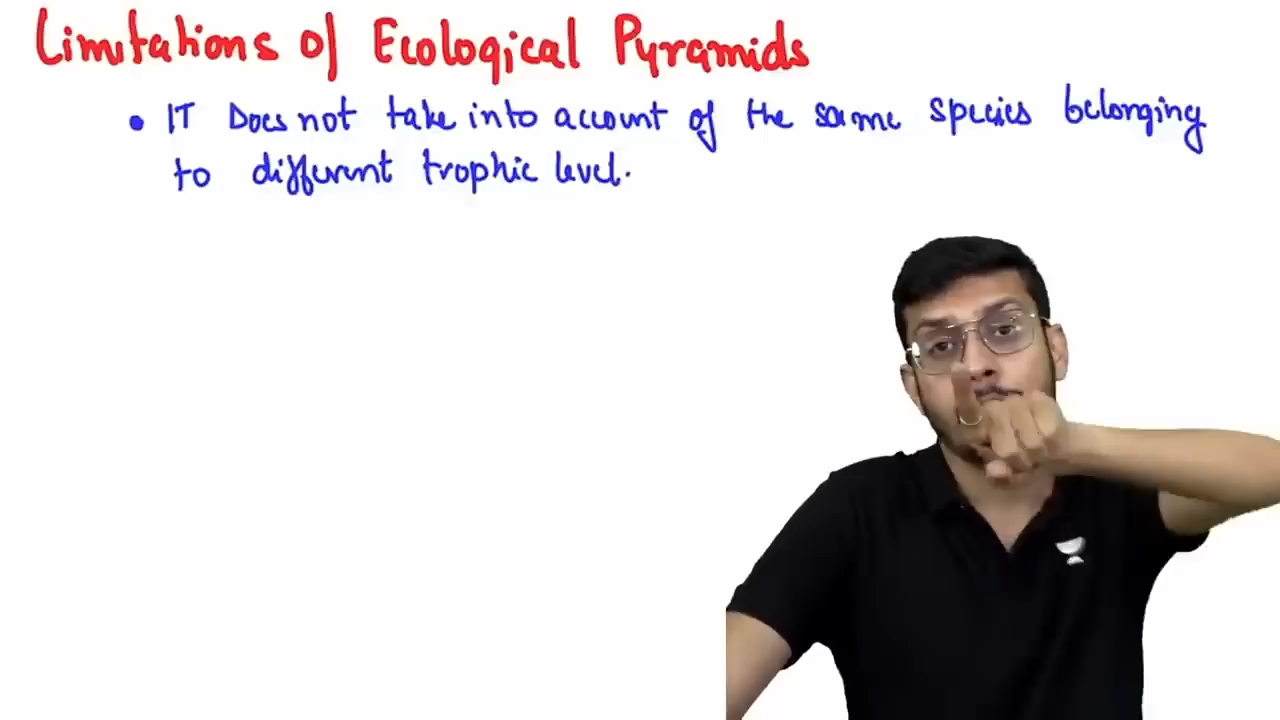 Limitations of Ecological Pyramids
• IT Does not take into account of the same species belonging
to different trophic level.